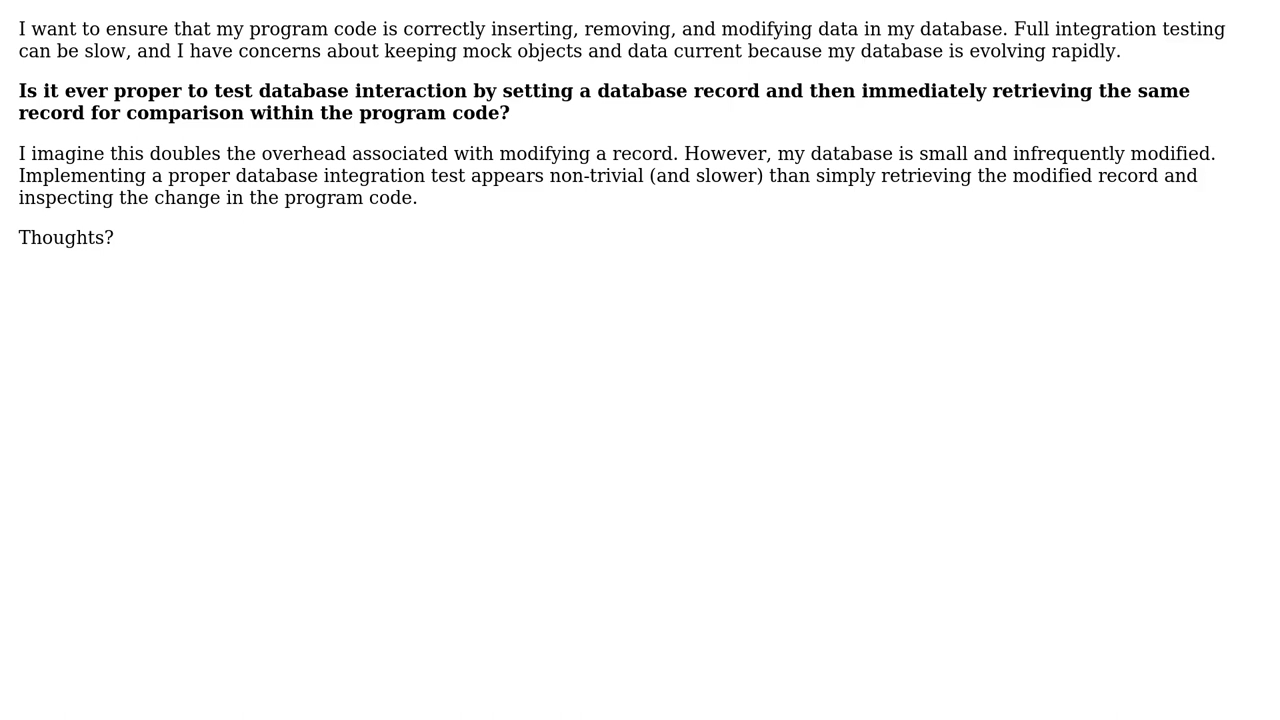 I want to ensure that my program code is correctly inserting, removing, and modifying data in my database. Full integration testing
can be slow, and I have concerns about keeping mock objects and data current because my database is evolving rapidly.
Is it ever proper to test database interaction by setting a database record and then immediately retrieving the same
record for comparison within the program code?
I imagine this doubles the overhead associated with modifying a record. However, my database is small and infrequently modified.
Implementing a proper database integration test appears non-trivial (and slower) than simply retrieving the modified record and
inspecting the change in the program code.
Thoughts?